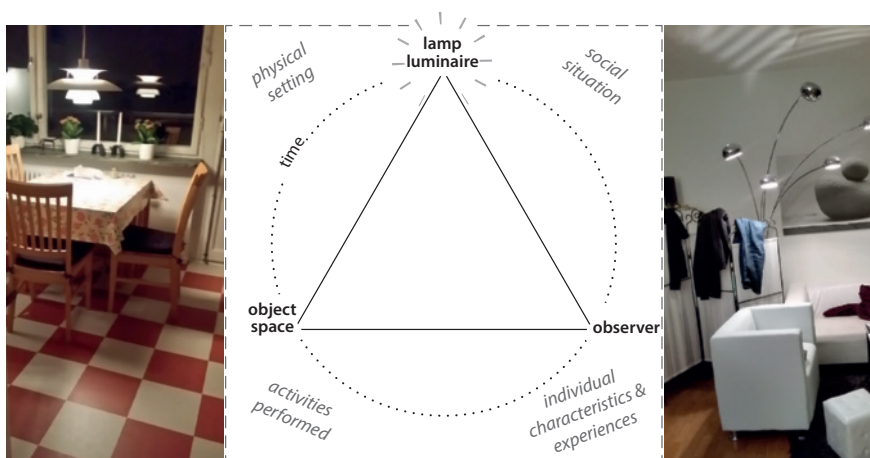 lamp
luminaire
physical
setting
social
situation
time
object
space
observer
activities
performed
individual
characteristics &
experiences